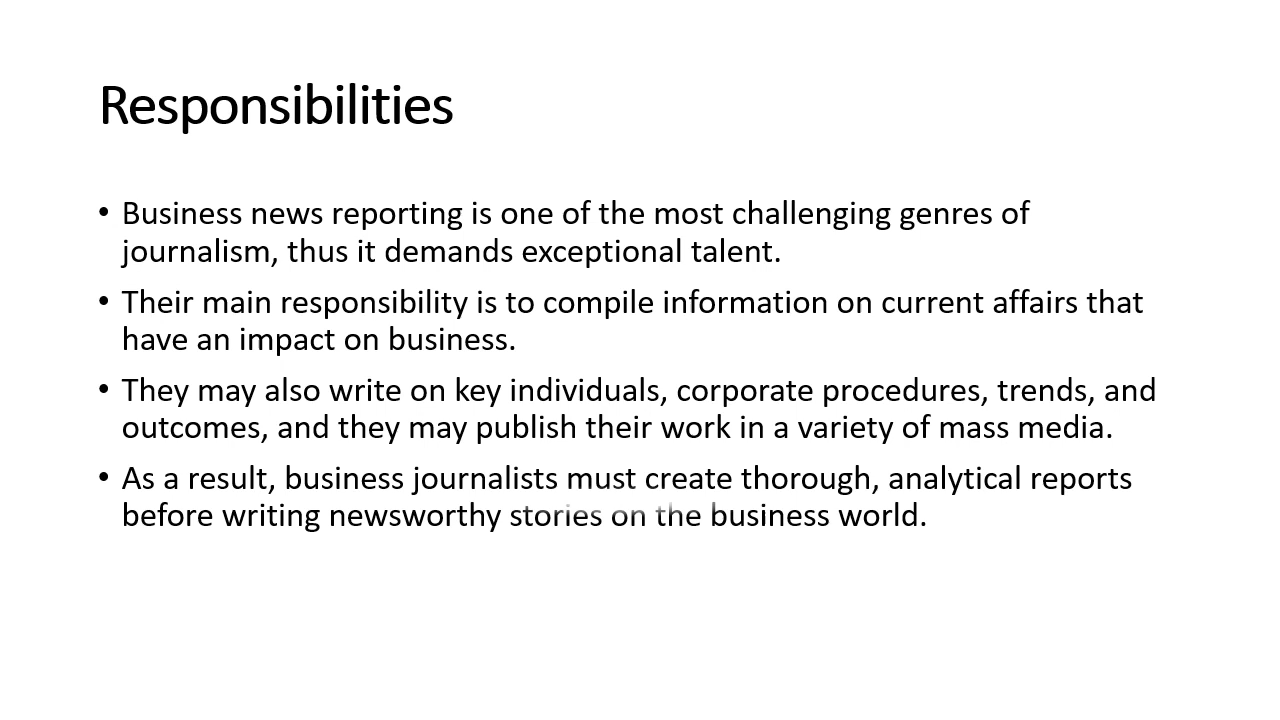 Responsibilities
• Business news reporting is one of the most challenging genres of
journalism, thus it demands exceptional talent.
• Their main responsibility is to compile information on current affairs that
have an impact on business.
• They may also write on key individuals, corporate procedures, trends, and
outcomes, and they may publish their work in a variety of mass media.
• As a result, business journalists must create thorough, analytical reports
before writing newsworthy stories on the business world.